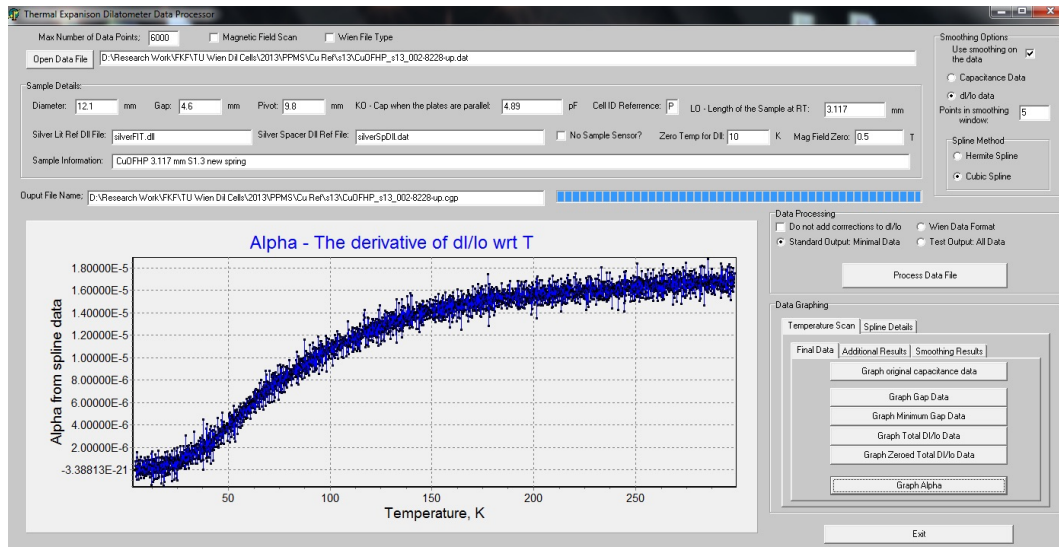 Thermal Expanison Dilatometer Data Processor
Max Number of Data Points; 6000 Magnetic Field Scan Wien File Type
Open Data File D:\Research Work\FKF\TU Wien Dil Cells\2013\PPMS\Cu Ref\s13\CuOFHP_s13_002-8228-up.dat
Sample Details:
Diameter: 12.1 mm Gap: 4.6 mm Pivot: 9.8 mm KO - Cap when the plates are parallel: 4.89 pF Cell ID Referrence: P LO - Length of the Sample at RT: 3.117 mm
Silver Lit Ref Dll File: silverFIT.dl Silver Spacer Dll Ref File: silverSpDll.dat No Sample Sensor? Zero Temp for Dll: 10 K Mag Field Zero: 0.5 T
Sample Information: CuOFHP 3.117 mm S1.3 new spring
Ouput File Name; D:\Research Work\FKF\TU Wien Dil Cells\2013\PPMS\Cu Ref\s13\CuOFHP_s13_002-8228-up.cgp
Smoothing Options
Use smoothing on
the data
Capacitance Data
dl/lo data
Points in smoothing
window: 5
Spline Method
Hermite Spline
Cubic Spline
Alpha - The derivative of dl/lo wrt T
Alpha from spline data
1.80000E-5
1.60000E-5
1.40000E-5
1.20000E-5
1.00000E-5
8.00000E-6
6.00000E-6
4.00000E-6
2.00000E-6
-3.38813E-21
50 100 150 200 250
Temperature, K
Data Processing
Do not add comrections to dl/lo Wien Data Format
Standard Output: Minimal Data Test Output: All Data
Process Data File
Data Graphing
Temperature Scan Spline Details
Final Data Additional Results Smoothing Results
Graph original capacitance data
Graph Gap Data
Graph Minimum Gap Data
Graph Total Dl/lo Data
Graph Zeroed Total Dl/lo Data
Graph Alpha
Exit